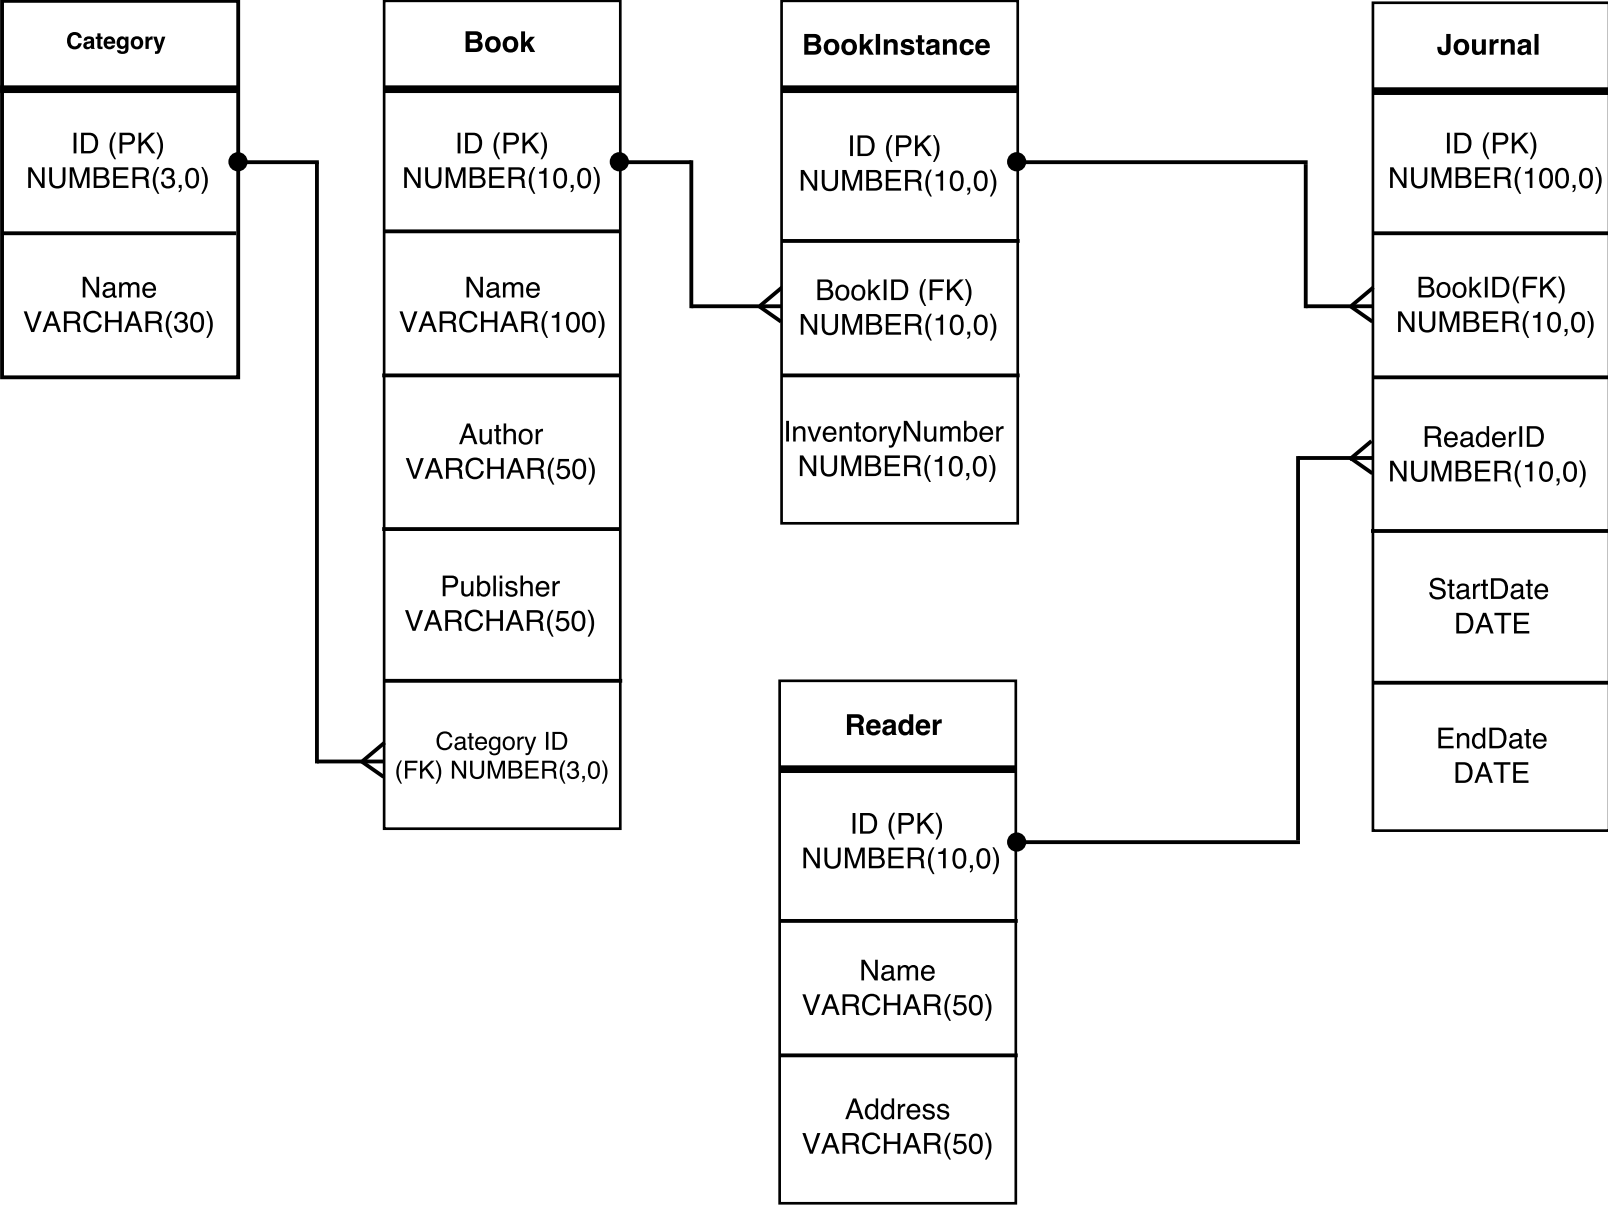 Category
ID (PK)
NUMBER(3,0)
Name
VARCHAR(30)
Book
ID (PK)
NUMBER(10,0)
Name
VARCHAR(100)
Author
VARCHAR(50)
Publisher
VARCHAR(50)
Category ID
(FK) NUMBER(3,0)
BookInstance
ID (PK)
NUMBER(10,0)
BookID (FK)
NUMBER(10,0)
InventoryNumber
NUMBER(10,0)
Reader
ID (PK)
NUMBER(10,0)
Name
VARCHAR(50)
Address
VARCHAR(50)
Journal
ID (PK)
NUMBER(100,0)
BookID(FK)
NUMBER(10,0)
ReaderID
NUMBER(10,0)
StartDate
DATE
EndDate
DATE